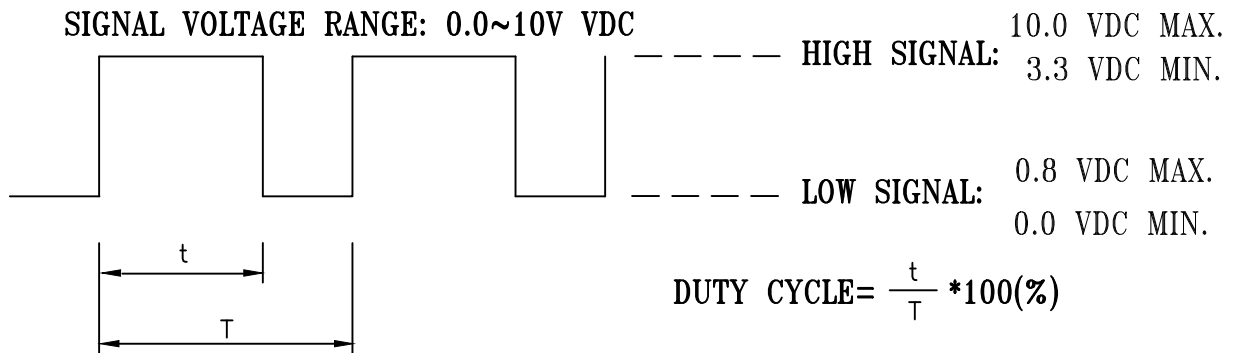 SIGNAL VOLTAGE RANGE: 0.0~10V VDC
HIGH SIGNAL:
10.0 VDC MAX.
3.3 VDC MIN.
LOW SIGNAL:
0.8 VDC MAX.
0.0 VDC MIN.
t
T
DUTY CYCLE= t/T *100(%)